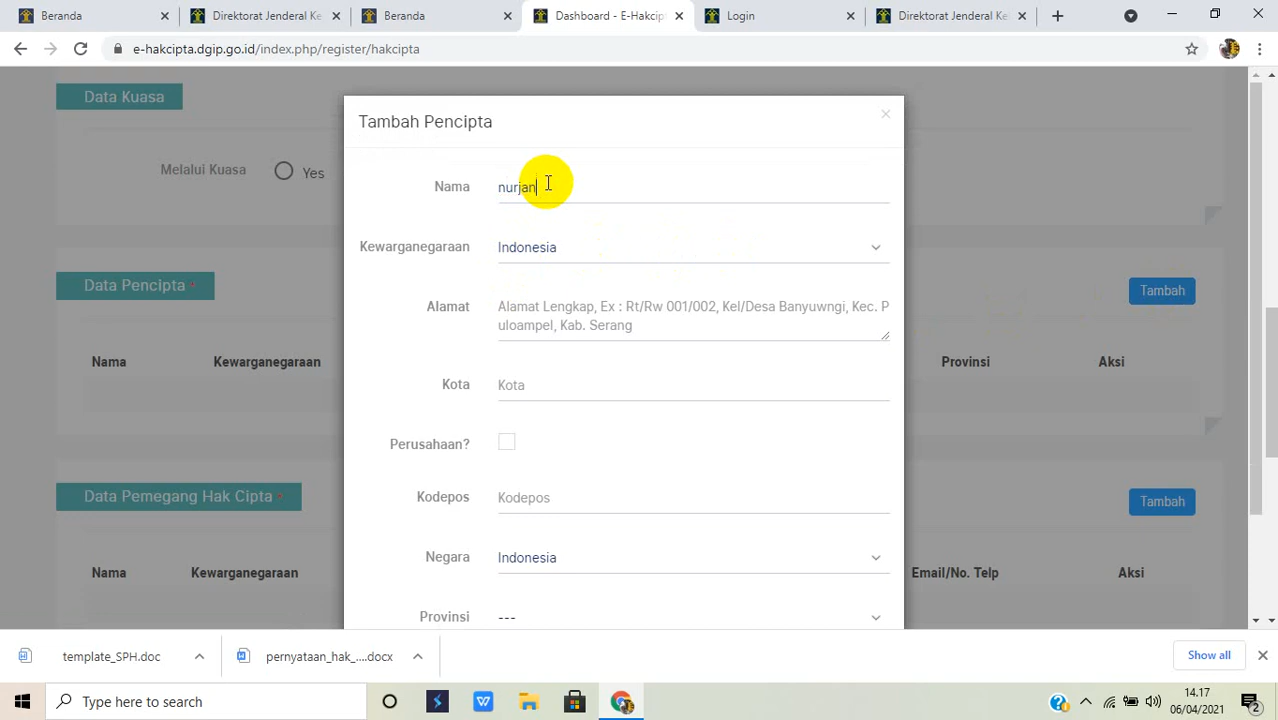 Beranda
Direktorat Jenderal Ke
Beranda
Dashboard - E-Hakcip
Login
Direktorat Jenderal Ke
e-hakcipta.dgip.go.id/index.php/register/hakcipta
Data Kuasa
Melalui Kuasa
Yes
Tambah Pencipta
Nama
nurjan
Kewarganegaraan
Indonesia
Alamat
Alamat Lengkap, Ex : Rt/Rw 001/002, Kel/Desa Banyuwngi, Kec. P
uloampel, Kab. Serang
Kota
Kota
Perusahaan?
Kodepos
Kodepos
Negara
Indonesia
Provinsi
---
Data Pencipta *
Tambah
Nama
Kewarganegaraan
Provinsi
Aksi
Data Pemegang Hak Cipta *
Tambah
Nama
Kewarganegaraan
Email/No. Telp
Aksi
template_SPH.doc
pernyataan_hak_....docx
Show all
Type here to search
4.17
06/04/2021
2